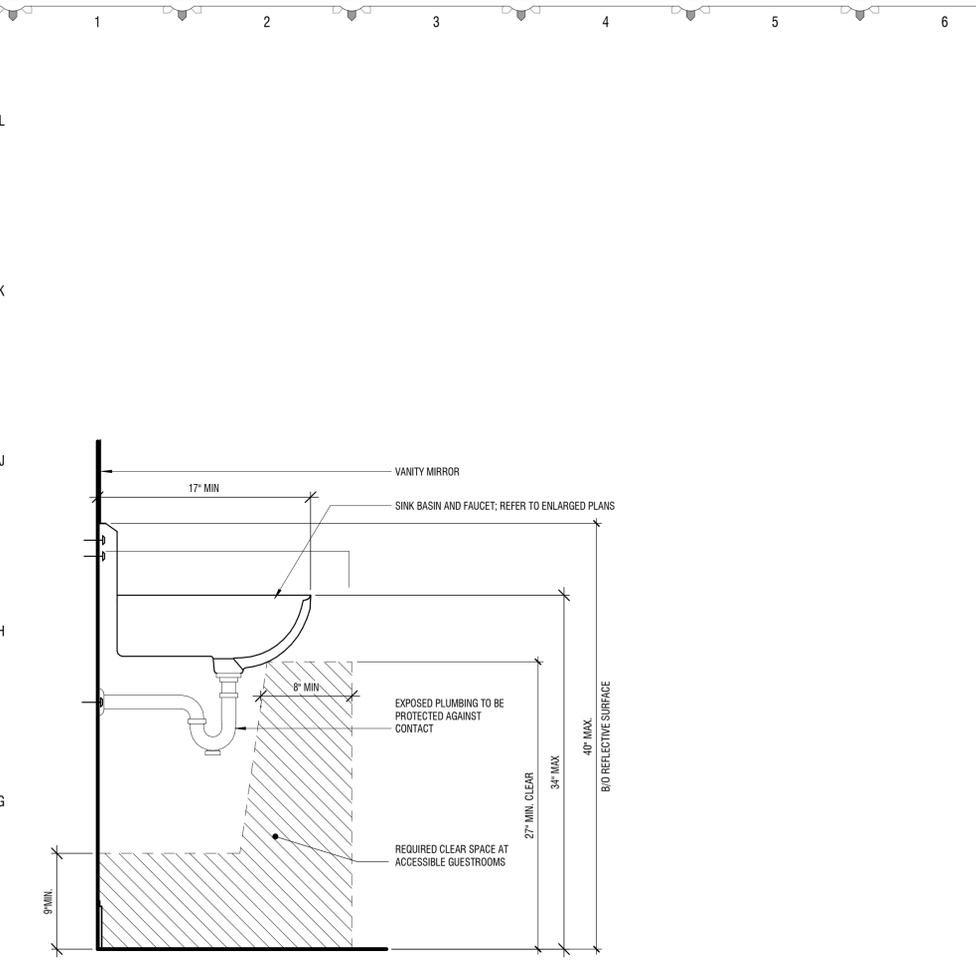 1 2 3 4 5 6
L
K
J
VANITY MIRROR
17" MIN
SINK BASIN AND FAUCET; REFER TO ENLARGED PLANS
H
8" MIN
EXPOSED PLUMBING TO BE
PROTECTED AGAINST
CONTACT
40" MAX.
B/O REFLECTIVE SURFACE
34" MAX
27" MIN. CLEAR
G
REQUIRED CLEAR SPACE AT
ACCESSIBLE GUESTROOMS
9"MIN.